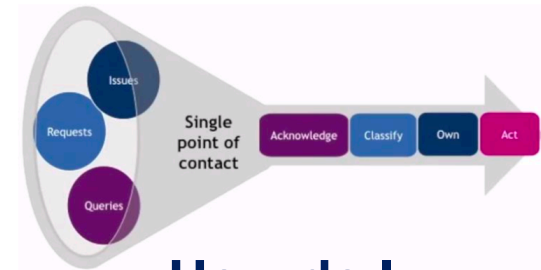 Issues
Requests
Queries
Single
point of
contact
Acknowledge Classify Own Act